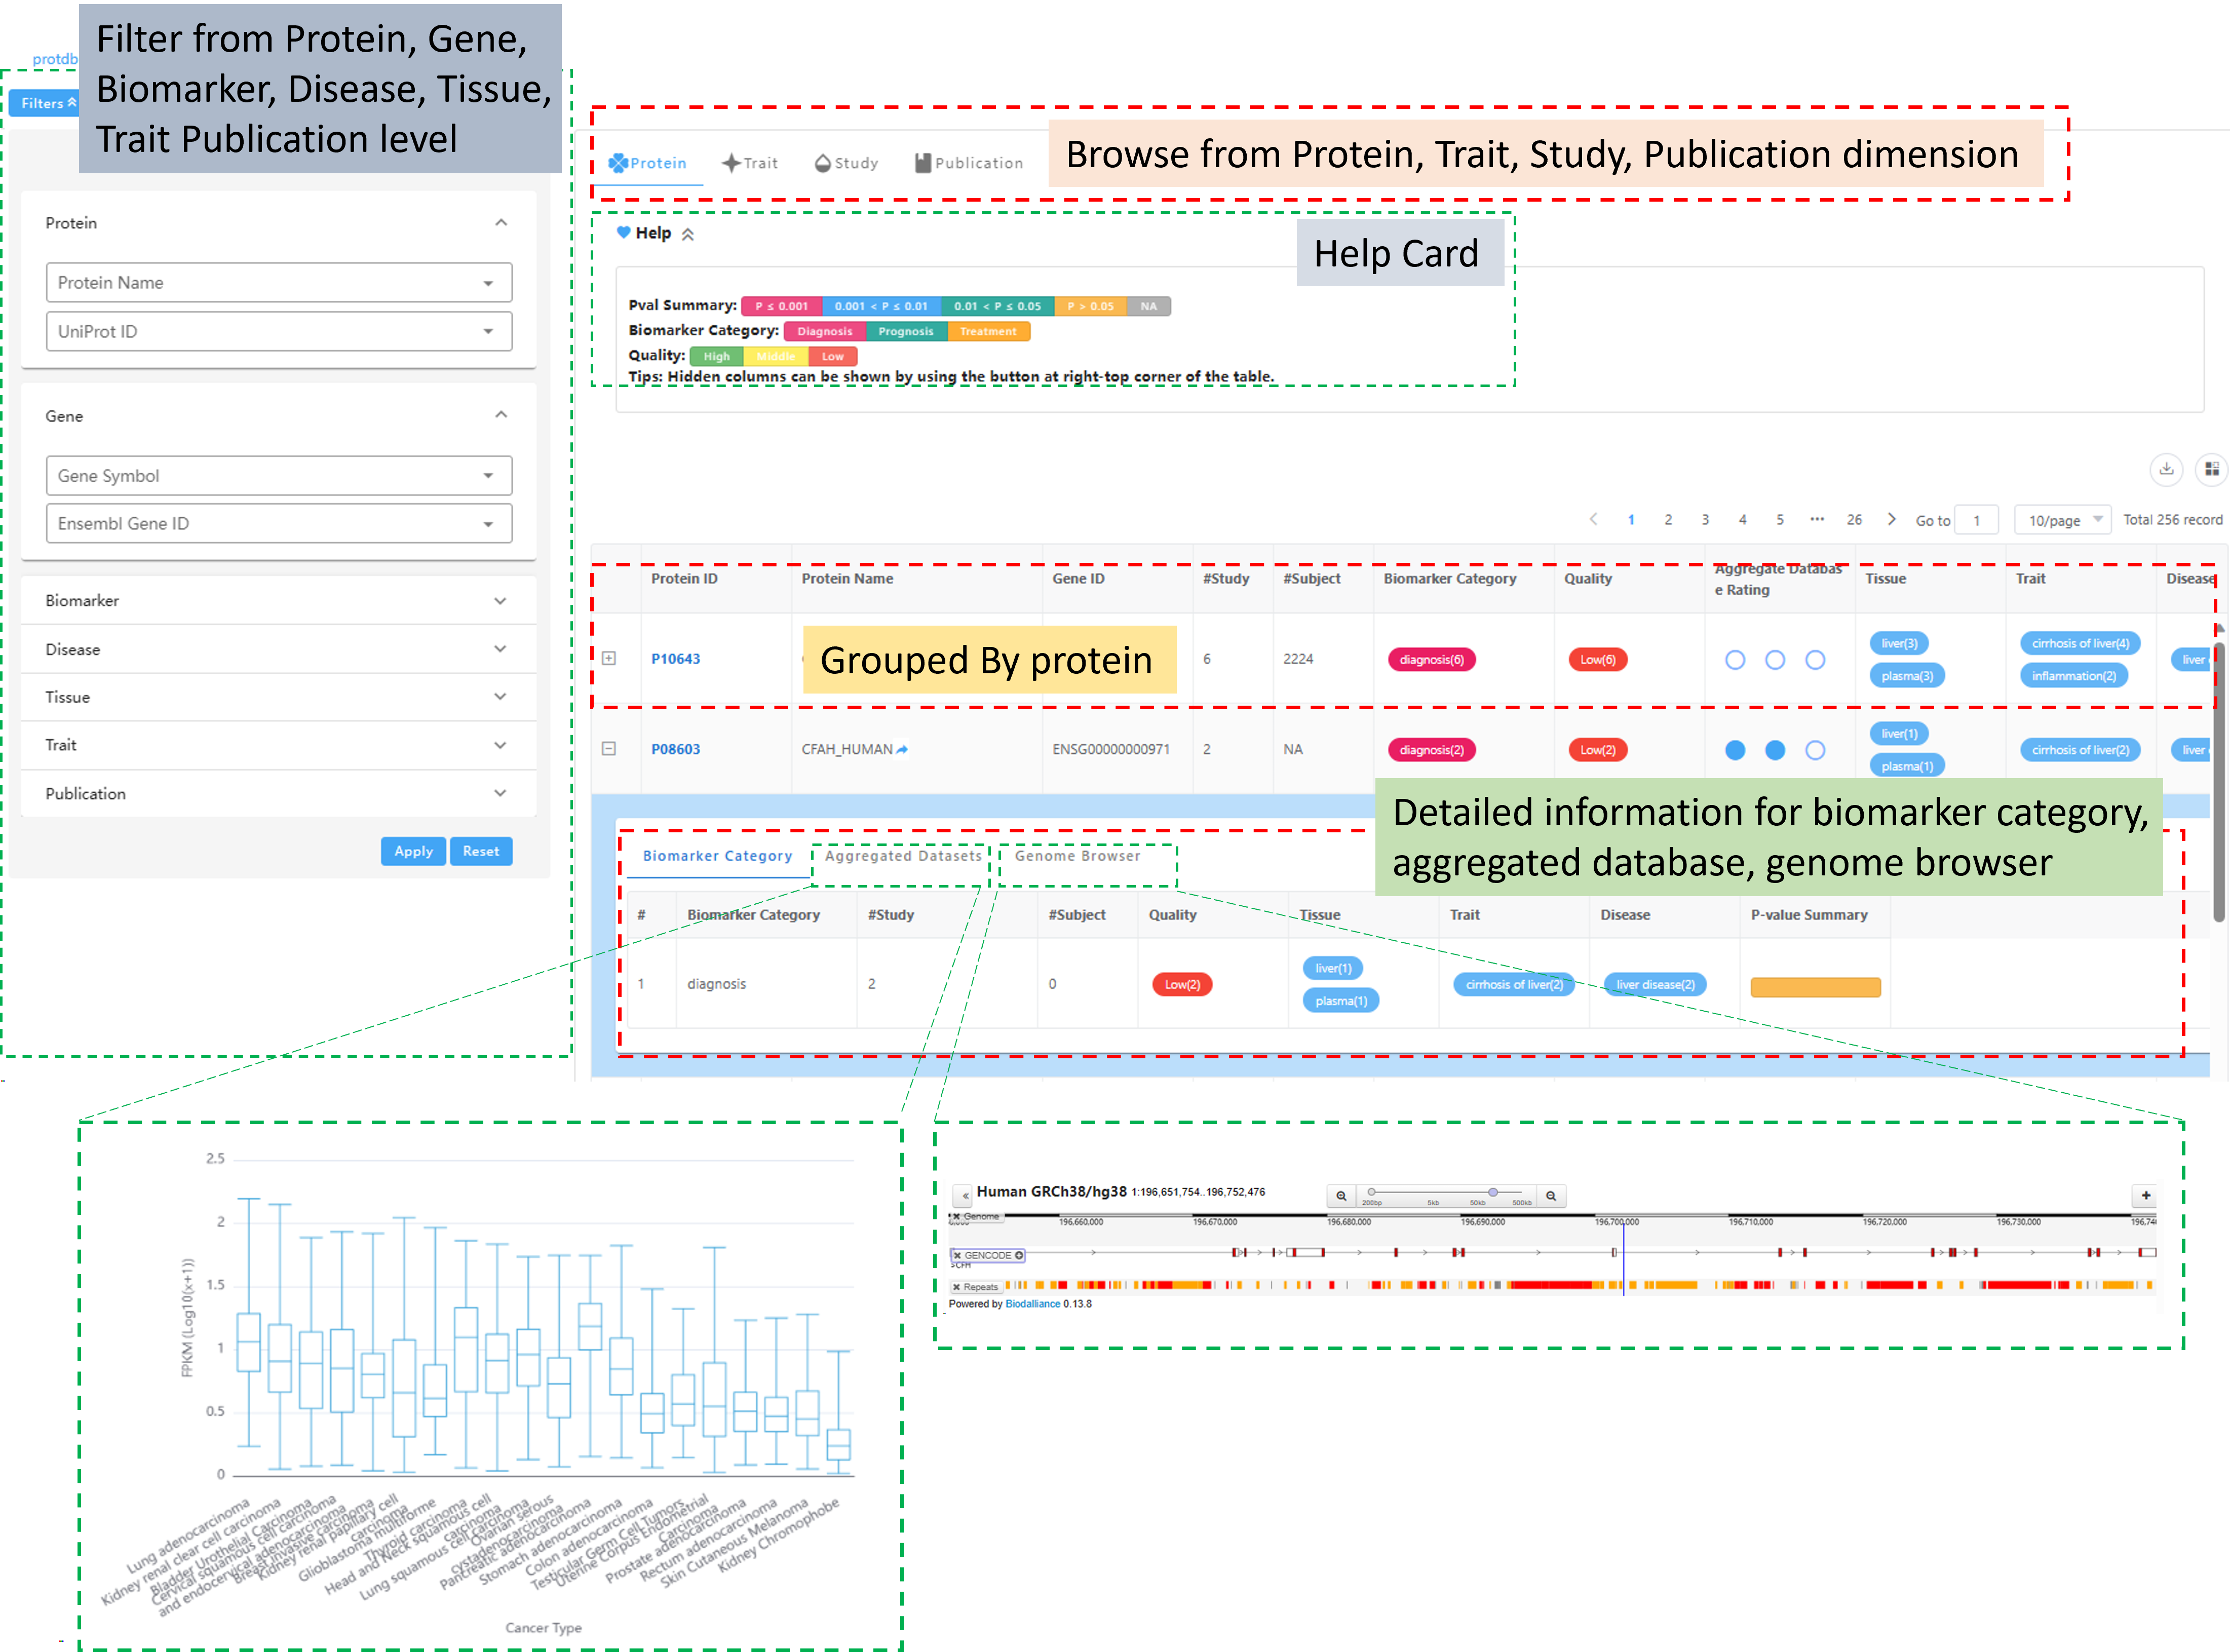 Filter from Protein, Gene,
Biomarker, Disease, Tissue,
Trait Publication level
protdb
Filters
Protein
Protein Name
UniProt ID
Gene
Gene Symbol
Ensembl Gene ID
Biomarker
Disease
Tissue
Trait
Publication
Apply Reset
Protein Trait Study Publication
Browse from Protein, Trait, Study, Publication dimension
Help
Help Card
Pval Summary: P ≤ 0.001 0.001 < P ≤ 0.01 0.01 < P ≤ 0.05 P > 0.05 NA
Biomarker Category: Diagnosis Prognosis Treatment
Quality: High Middle Low
Tips: Hidden columns can be shown by using the button at right-top corner of the table.
< 1 2 3 4 5 ••• 26 > Go to 1 10/page Total 256 record
Protein ID Protein Name Gene ID #Study #Subject Biomarker Category Quality Aggregate Databas Tissue Trait Disease
e Rating
P10643 6 2224 diagnosis(6) Low(6) liver(3) plasma(3) cirrhosis of liver(4) inflammation(2) liver
Grouped By protein
P08603 CFAH_HUMAN ENSG00000000971 2 NA diagnosis(2) Low(2) liver(1) plasma(1) cirrhosis of liver(2) liver
Detailed information for biomarker category,
aggregated database, genome browser
Biomarker Category Aggregated Datasets Genome Browser
# Biomarker Category #Study #Subject Quality Tissue Trait Disease P-value Summary
1 diagnosis 2 0 Low(2) liver(1) plasma(1) cirrhosis of liver(2) liver disease(2)
2.5
2
1.5
1
0.5
0
FPKM (Log10(x+1))
Lung adenocarcinoma
Kidney renal clear cell carcinoma
Bladder Urothelial Carcinoma
Cervical squamous cell carcinoma
and endocervical adenocarcinoma
Breast invasive carcinoma
Kidney renal papillary cell
carcinoma
Glioblastoma multiforme
Thyroid carcinoma
Head and Neck squamous cell
carcinoma
Lung squamous cell carcinoma
Ovarian serous
cystadenocarcinoma
Pancreatic adenocarcinoma
Stomach adenocarcinoma
Colon adenocarcinoma
Testicular Germ Cell Tumors
Uterine Corpus Endometrial
Carcinoma
Prostate adenocarcinoma
Rectum adenocarcinoma
Skin Cutaneous Melanoma
Kidney Chromophobe
Cancer Type
« Human GRCh38/hg38 1:196,651,754..196,752,476
200bp 5kb 50kb 500kb
+
Genome
196,660,000 196,670,000 196,680,000 196,690,000 196,700,000 196,710,000 196,720,000 196,730,000 196,74
GENCODE
>CFH
Repeats
Powered by Biodalliance 0.13.8